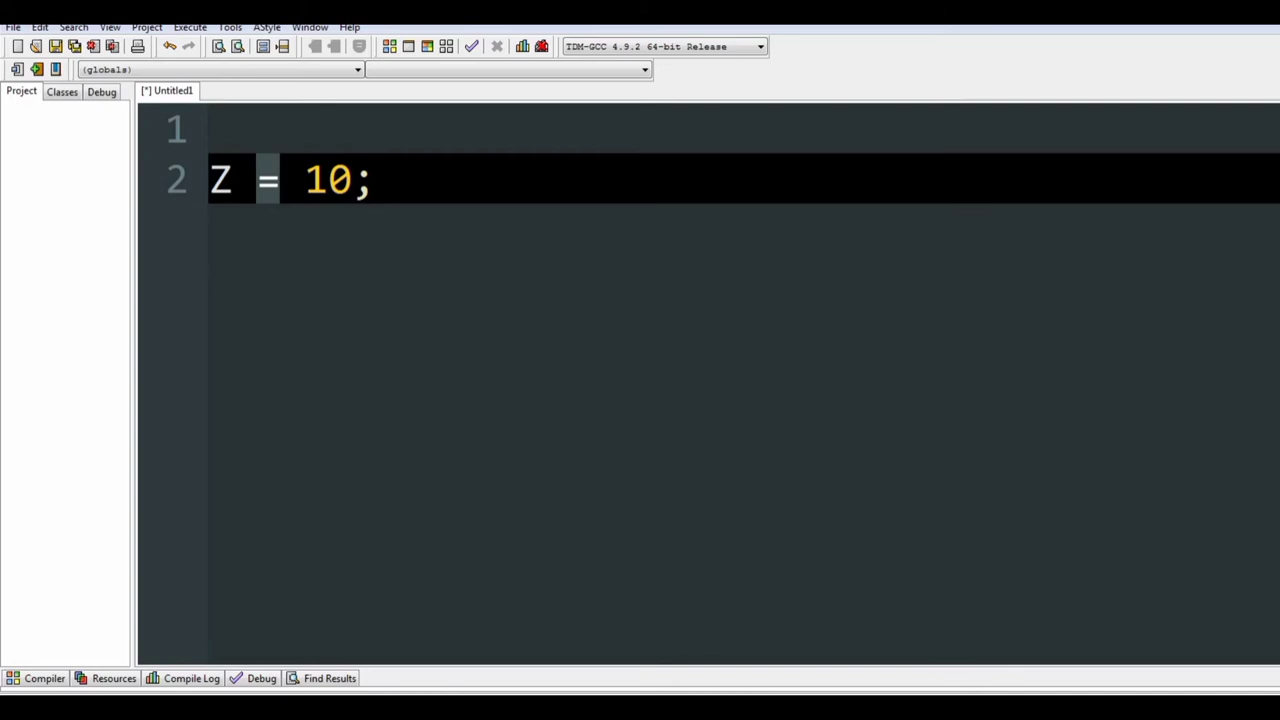 File Edit Search View Project Execute Tools AStyle Window Help
TDM-GCC 4.9.2 64-bit Release
(globals)
Project Classes Debug [*] Untitled1
1
2 Z = 10;
Compiler Resources Compile Log Debug Find Results